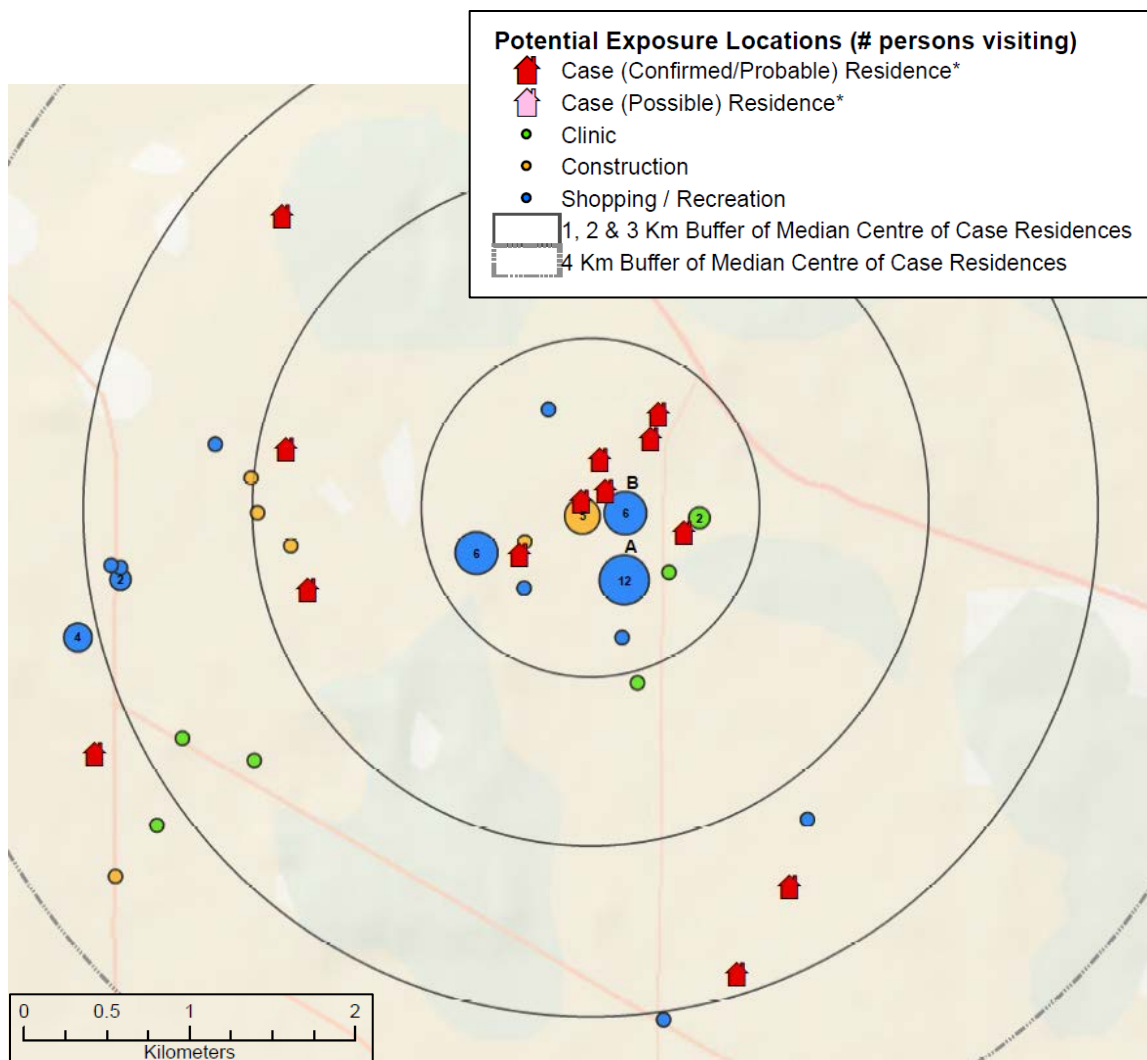 Potential Exposure Locations (# persons visiting)
Case (Confirmed/Probable) Residence*
Case (Possible) Residence*
Clinic
Construction
Shopping / Recreation
1, 2 & 3 Km Buffer of Median Centre of Case Residences
4 Km Buffer of Median Centre of Case Residences
B
6
2
A
6
12
2
4
0 0.5 1 2
Kilometers